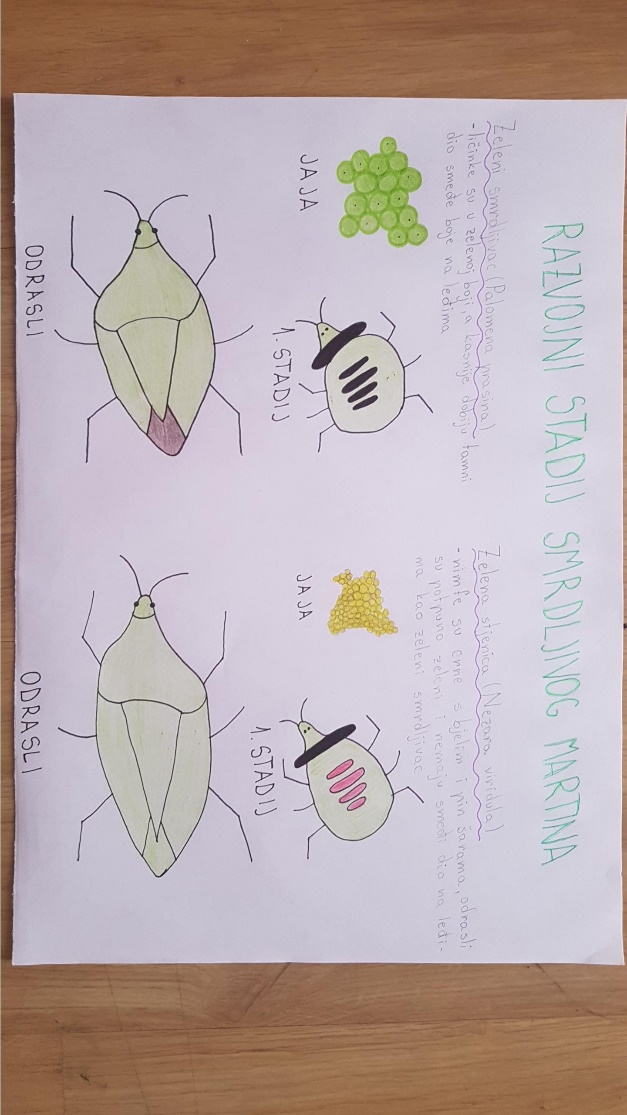 RAZVOJNI STADIJ SMRDLJIVOG MARTINA
Zeleni smrdljivac (Palomena prasina)
- ličinke su u zelenoj boji, a kasnije dobiju tamni
dio smeđe boje na leđima
JAJA
1. STADIJ
ODRASLI
Zelena stjenica (Nezara viridula)
- nimfe su crne s bjelim i pin šarama, odrasli
su potpuno zeleni i nemaju smeđi dio na leđi-
ma kao zeleni smrdljivac
JAJA
1. STADIJ
ODRASLI